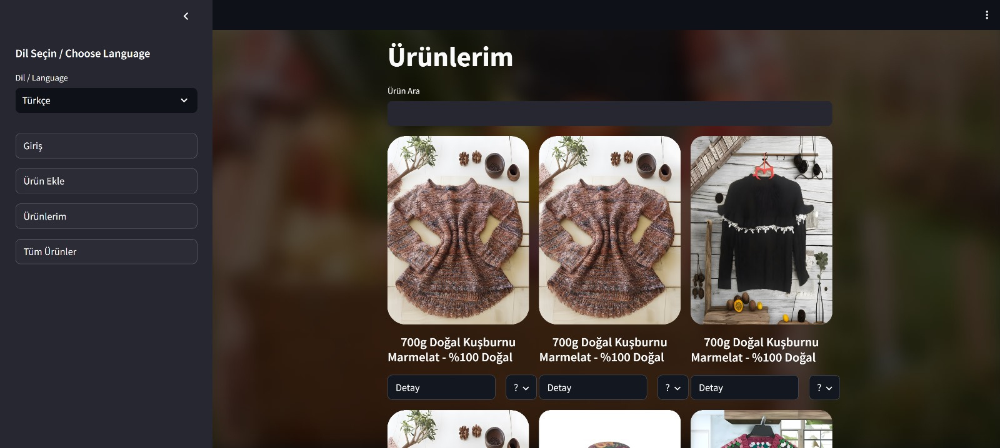 Dil Seçin / Choose Language
Dil / Language
Türkçe
Giriş
Ürün Ekle
Ürünlerim
Tüm Ürünler
Ürünlerim
Ürün Ara
700g Doğal Kuşburnu
Marmelat - %100 Doğal
700g Doğal Kuşburnu
Marmelat - %100 Doğal
700g Doğal Kuşburnu
Marmelat - %100 Doğal
Detay
?
Detay
?
Detay
?